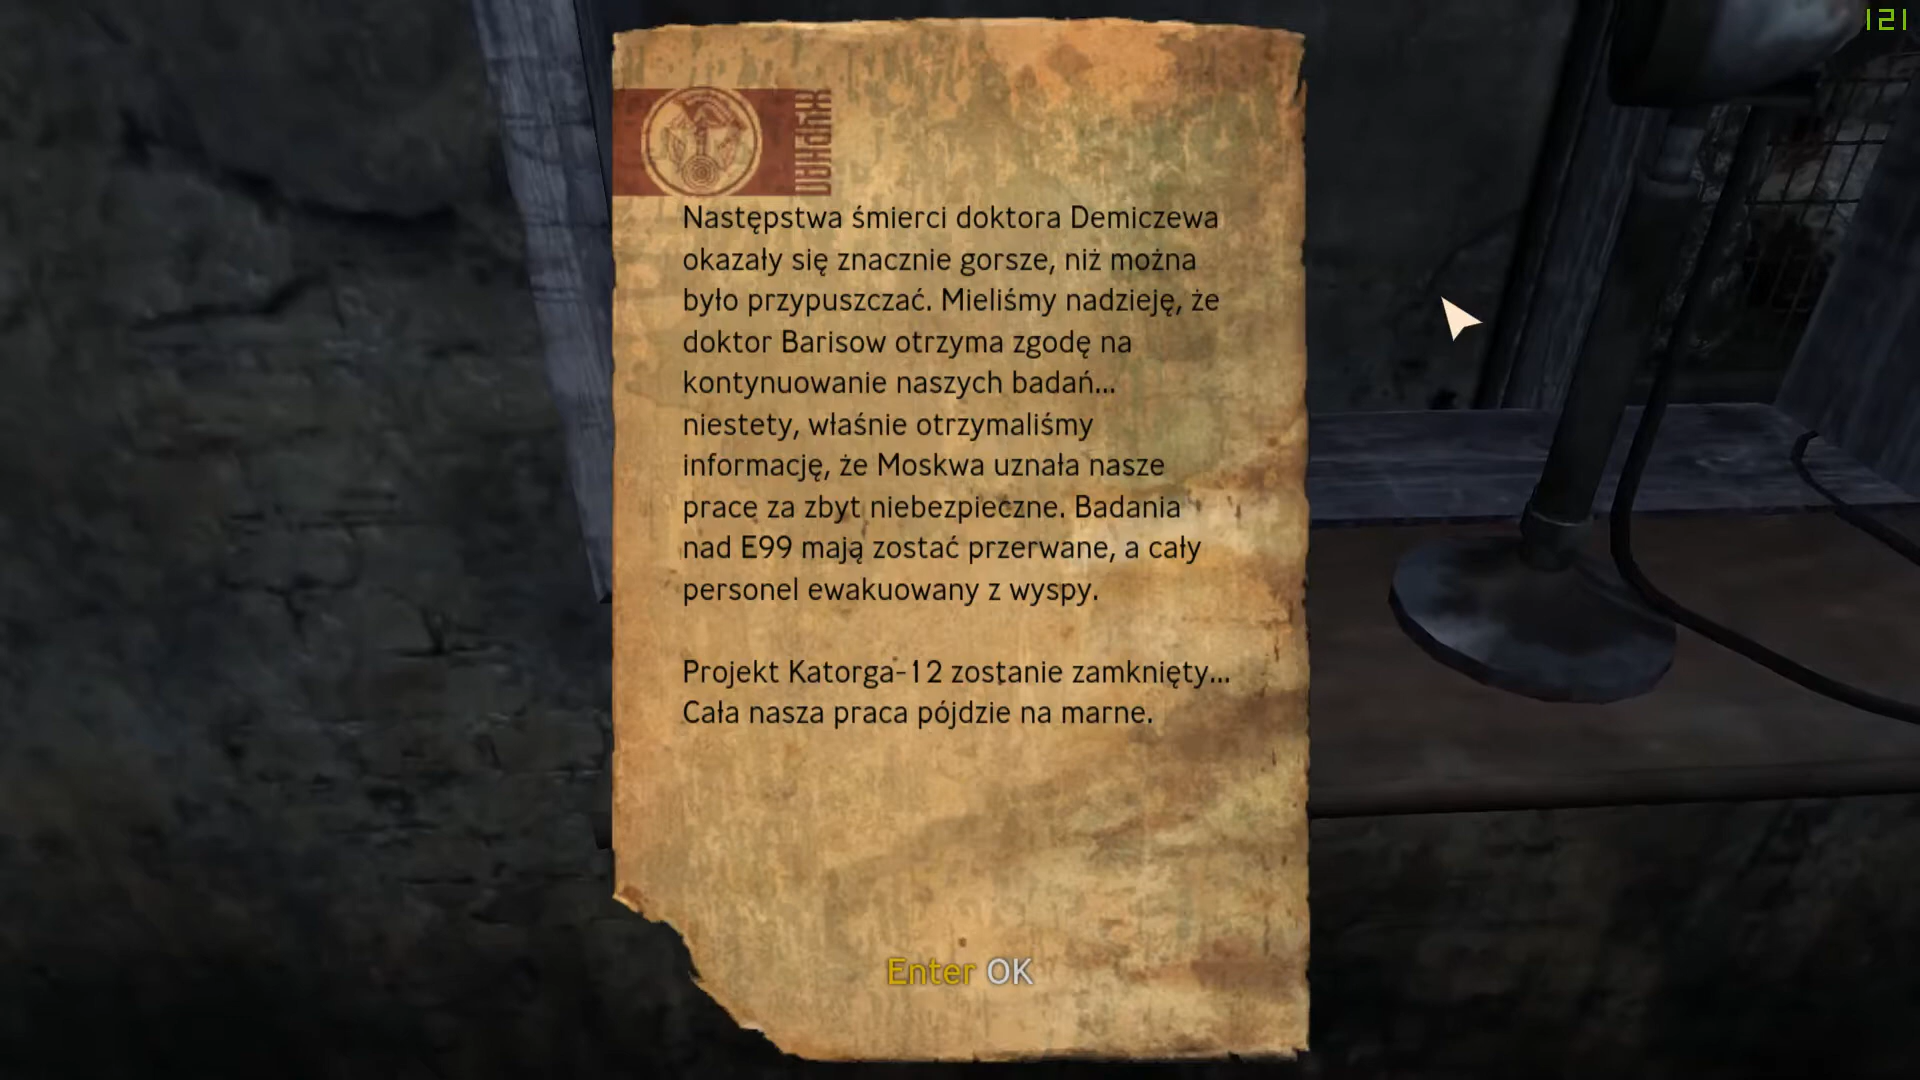 121
Następstwa śmierci doktora Demiczewa
okazały się znacznie gorsze, niż można
było przypuszczać. Mieliśmy nadzieję, że
doktor Barisow otrzyma zgodę na
kontynuowanie naszych badań...
niestety, właśnie otrzymaliśmy
informację, że Moskwa uznała nasze
prace za zbyt niebezpieczne. Badania
nad E99 mają zostać przerwane, a cały
personel ewakuowany z wyspy.
Projekt Katorga-12 zostanie zamknięty...
Cała nasza praca pójdzie na marne.
Enter OK